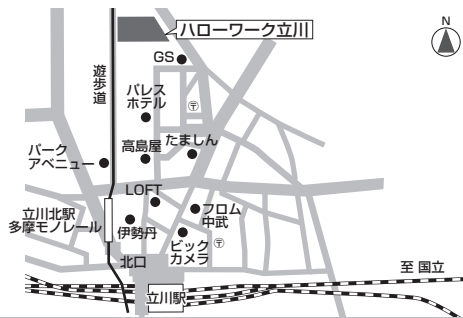 ハローワーク立川
N
GS
遊歩道
パレス
ホテル
〒
高島屋
たましん
パーク
アベニュー
LOFT
立川北駅
多摩モノレール
伊勢丹
フロム
中武
ビック
カメラ
〒
北口
至 国立
立川駅